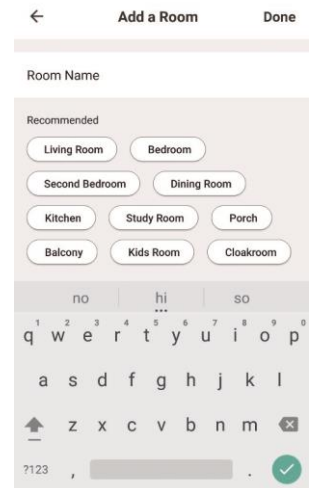 Add a Room Done
Room Name
Recommended
Living Room Bedroom
Second Bedroom Dining Room
Kitchen Study Room Porch
Balcony Kids Room Cloakroom
no hi so
1 2 3 4 5 6 7 8 9 0
q w e r t y u i o p
a s d f g h j k l
z x c v b n m
?123 , .